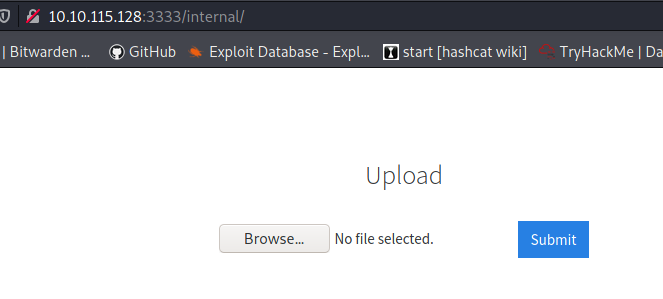 10.10.115.128:3333/internal/
| Bitwarden ... GitHub Exploit Database - Expl... start [hashcat wiki] TryHackMe | Da
Upload
Browse... No file selected. Submit